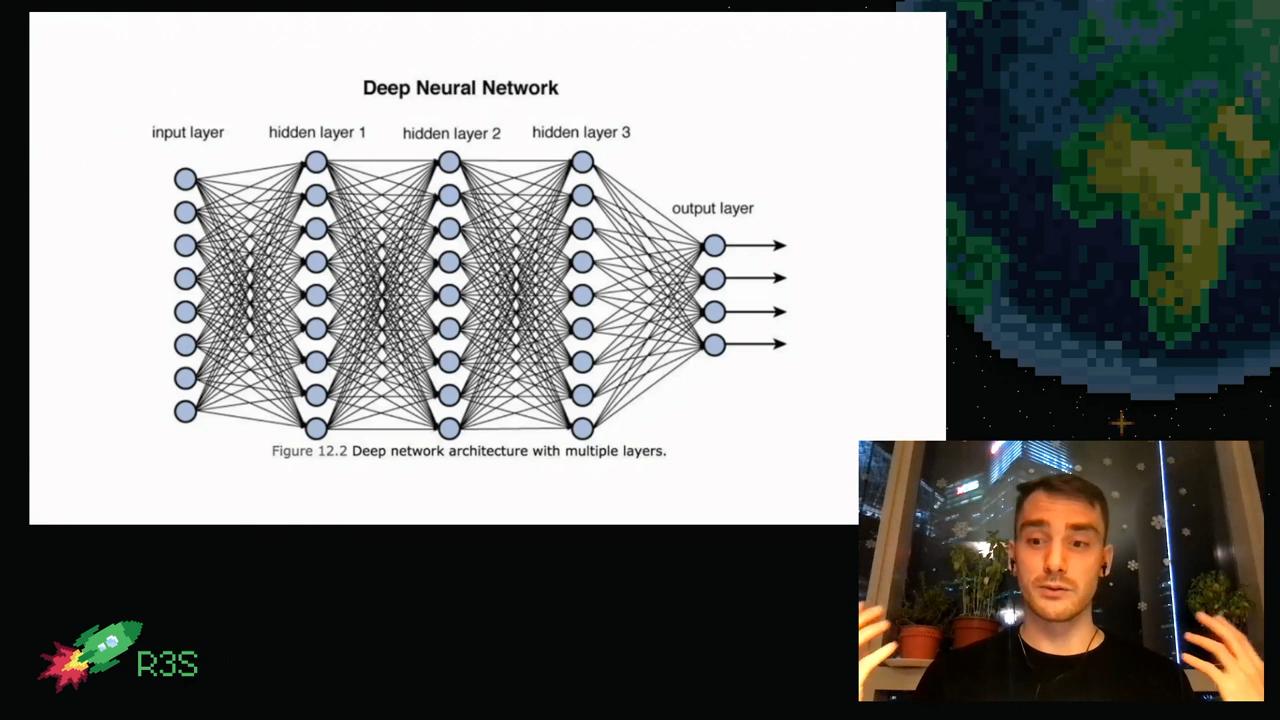 Deep Neural Network
input layer
hidden layer 1
hidden layer 2
hidden layer 3
output layer
Figure 12.2 Deep network architecture with multiple layers.
R3S